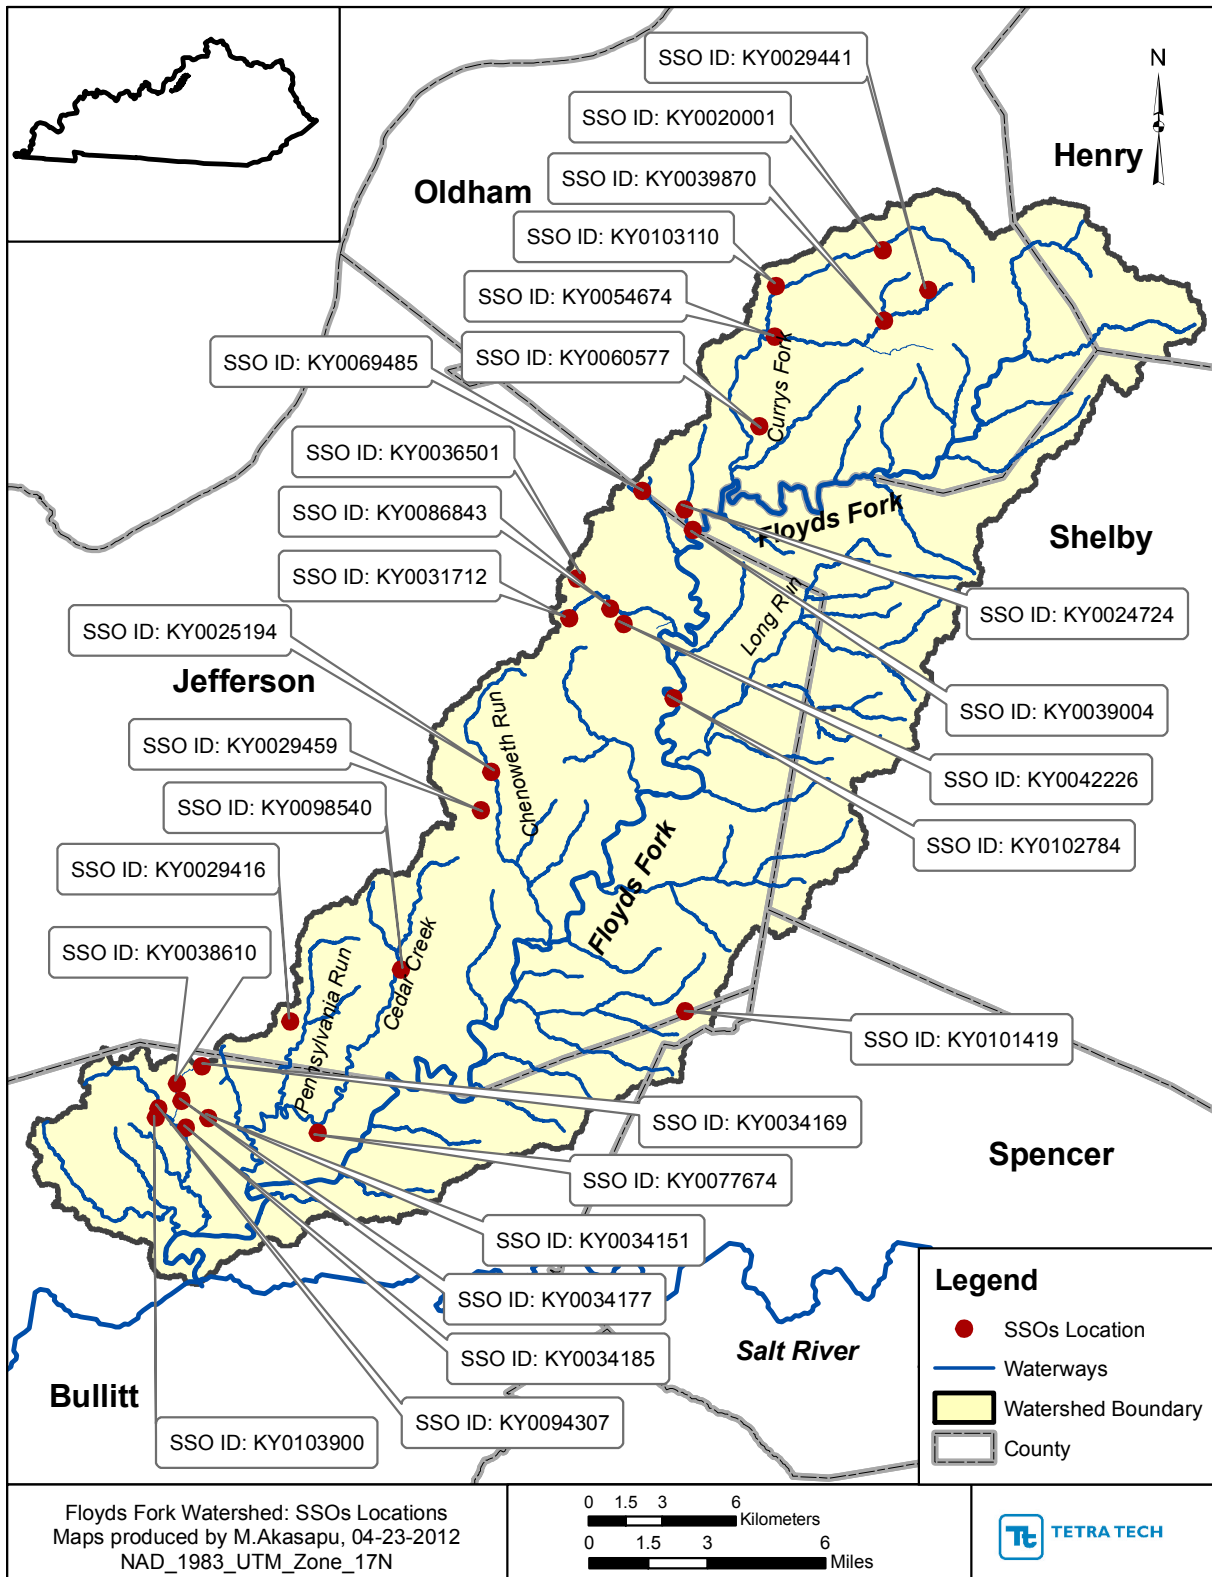 SSO ID: KY0029441
N
SSO ID: KY0020001
Henry
SSO ID: KY0039870
Oldham
SSO ID: KY0103110
SSO ID: KY0054674
SSO ID: KY0069485
SSO ID: KY0060577
Currys Fork
SSO ID: KY0036501
SSO ID: KY0086843
Floyds Fork
Shelby
SSO ID: KY0031712
SSO ID: KY0024724
SSO ID: KY0025194
Long Run
Jefferson
SSO ID: KY0039004
SSO ID: KY0029459
Chenoweth Run
SSO ID: KY0042226
SSO ID: KY0098540
SSO ID: KY0102784
SSO ID: KY0029416
Floyds Fork
SSO ID: KY0038610
Pennsylvania Run
Cedar Creek
SSO ID: KY0101419
SSO ID: KY0034169
Spencer
SSO ID: KY0077674
SSO ID: KY0034151
SSO ID: KY0034177
SSO ID: KY0034185
Salt River
Bullitt
SSO ID: KY0094307
SSO ID: KY0103900
Legend
SSOs Location
Waterways
Watershed Boundary
County
Floyds Fork Watershed: SSOs Locations
Maps produced by M.Akasapu, 04-23-2012
NAD_1983_UTM_Zone_17N
0 1.5 3 6
Kilometers
0 1.5 3 6
Miles
Tt TETRA TECH